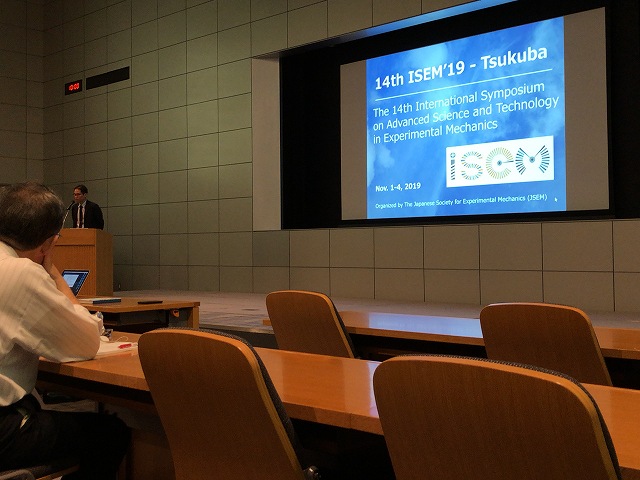 14th ISEM'19 - Tsukuba
The 14th International Symposium
on Advanced Science and Technology
in Experimental Mechanics
iSEM
Nov. 1-4, 2019
Organized by The Japanese Society for Experimental Mechanics (JSEM)